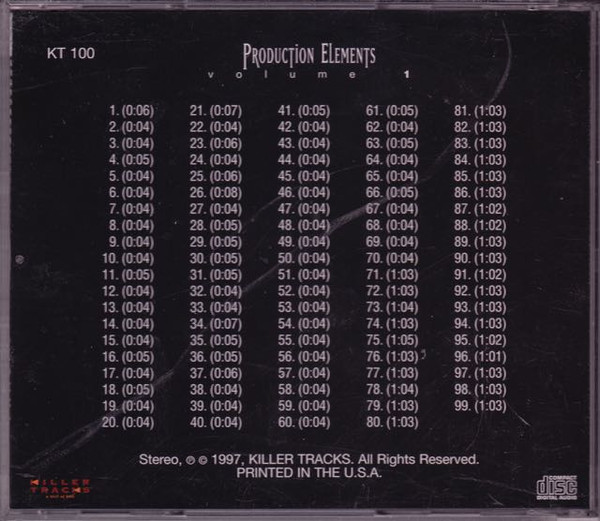 KT 100
PRODUCTION ELEMENTS
volume 1
1. (0:06) 21. (0:07) 41. (0:05) 61. (0:05) 81. (1:03)
2. (0:04) 22. (0:04) 42. (0:04) 62. (0:04) 82. (1:03)
3. (0:04) 23. (0:06) 43. (0:04) 63. (0:05) 83. (1:03)
4. (0:05) 24. (0:04) 44. (0:04) 64. (0:04) 84. (1:03)
5. (0:04) 25. (0:06) 45. (0:04) 65. (0:04) 85. (1:03)
6. (0:04) 26. (0:08) 46. (0:04) 66. (0:05) 86. (1:03)
7. (0:04) 27. (0:04) 47. (0:04) 67. (0:04) 87. (1:02)
8. (0:04) 28. (0:05) 48. (0:04) 68. (0:04) 88. (1:02)
9. (0:04) 29. (0:05) 49. (0:04) 69. (0:04) 89. (1:03)
10. (0:04) 30. (0:05) 50. (0:04) 70. (0:04) 90. (1:03)
11. (0:05) 31. (0:05) 51. (0:04) 71. (1:03) 91. (1:02)
12. (0:04) 32. (0:04) 52. (0:04) 72. (1:03) 92. (1:03)
13. (0:04) 33. (0:04) 53. (0:04) 73. (1:04) 93. (1:03)
14. (0:04) 34. (0:07) 54. (0:04) 74. (1:03) 94. (1:03)
15. (0:04) 35. (0:05) 55. (0:04) 75. (1:05) 95. (1:02)
16. (0:05) 36. (0:05) 56. (0:04) 76. (1:03) 96. (1:01)
17. (0:04) 37. (0:06) 57. (0:04) 77. (1:03) 97. (1:03)
18. (0:05) 38. (0:04) 58. (0:04) 78. (1:04) 98. (1:03)
19. (0:04) 39. (0:04) 59. (0:04) 79. (1:03) 99. (1:03)
20. (0:04) 40. (0:04) 60. (0:04) 80. (1:03)
Stereo, ℗ © 1997, KILLER TRACKS. All Rights Reserved.
PRINTED IN THE U.S.A.
KILLER
TRACKS
COMPACT
disc
DIGITAL AUDIO